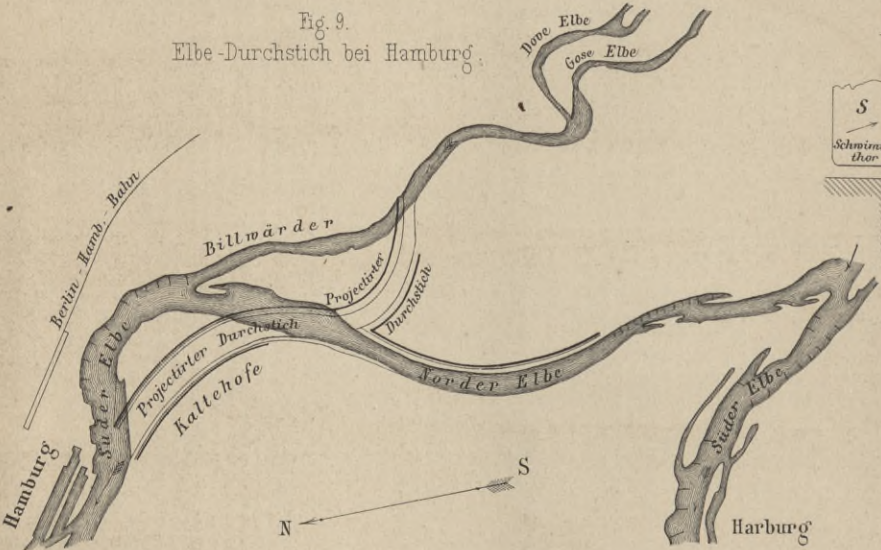 Fig. 9.
Elbe-Durchstich bei Hamburg.
Dove Elbe
Gose Elbe
S
Schwimm
thor
Berlin-Hamb.-Bahn
Billwärder
Projectirter
Durchstich
Süder Elbe
Projectirter Durchstich
Kaltehofe
Norder Elbe
Süder Elbe
Hamburg
N
S
Harburg